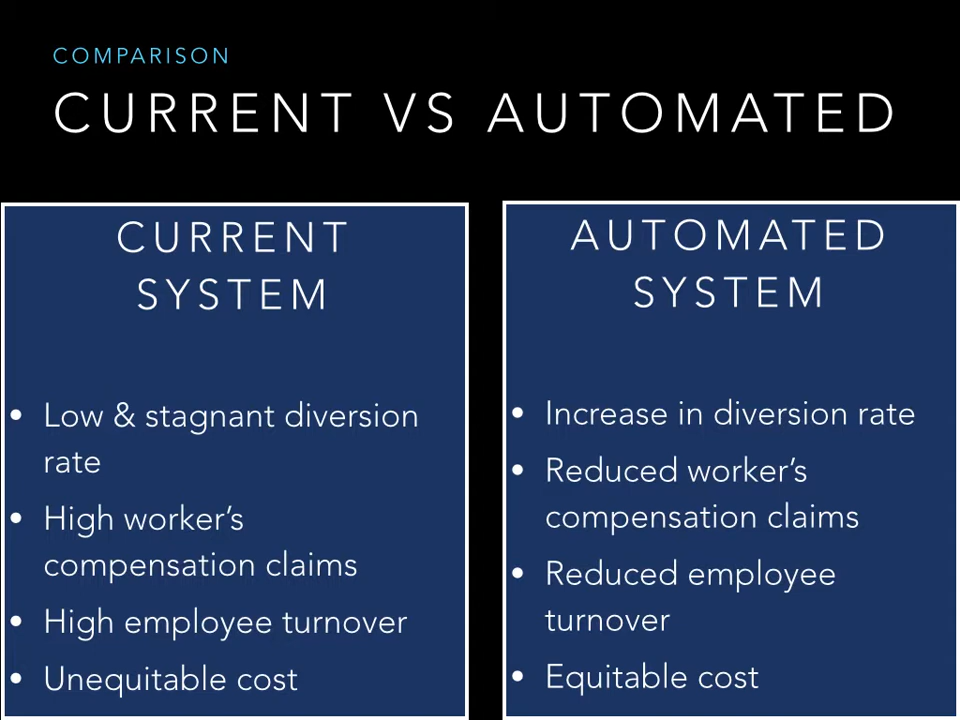 COMPARISON
CURRENT VS AUTOMATED
CURRENT
SYSTEM
• Low & stagnant diversion
rate
• High worker’s
compensation claims
• High employee turnover
• Unequitable cost
AUTOMATED
SYSTEM
• Increase in diversion rate
• Reduced worker’s
compensation claims
• Reduced employee
turnover
• Equitable cost